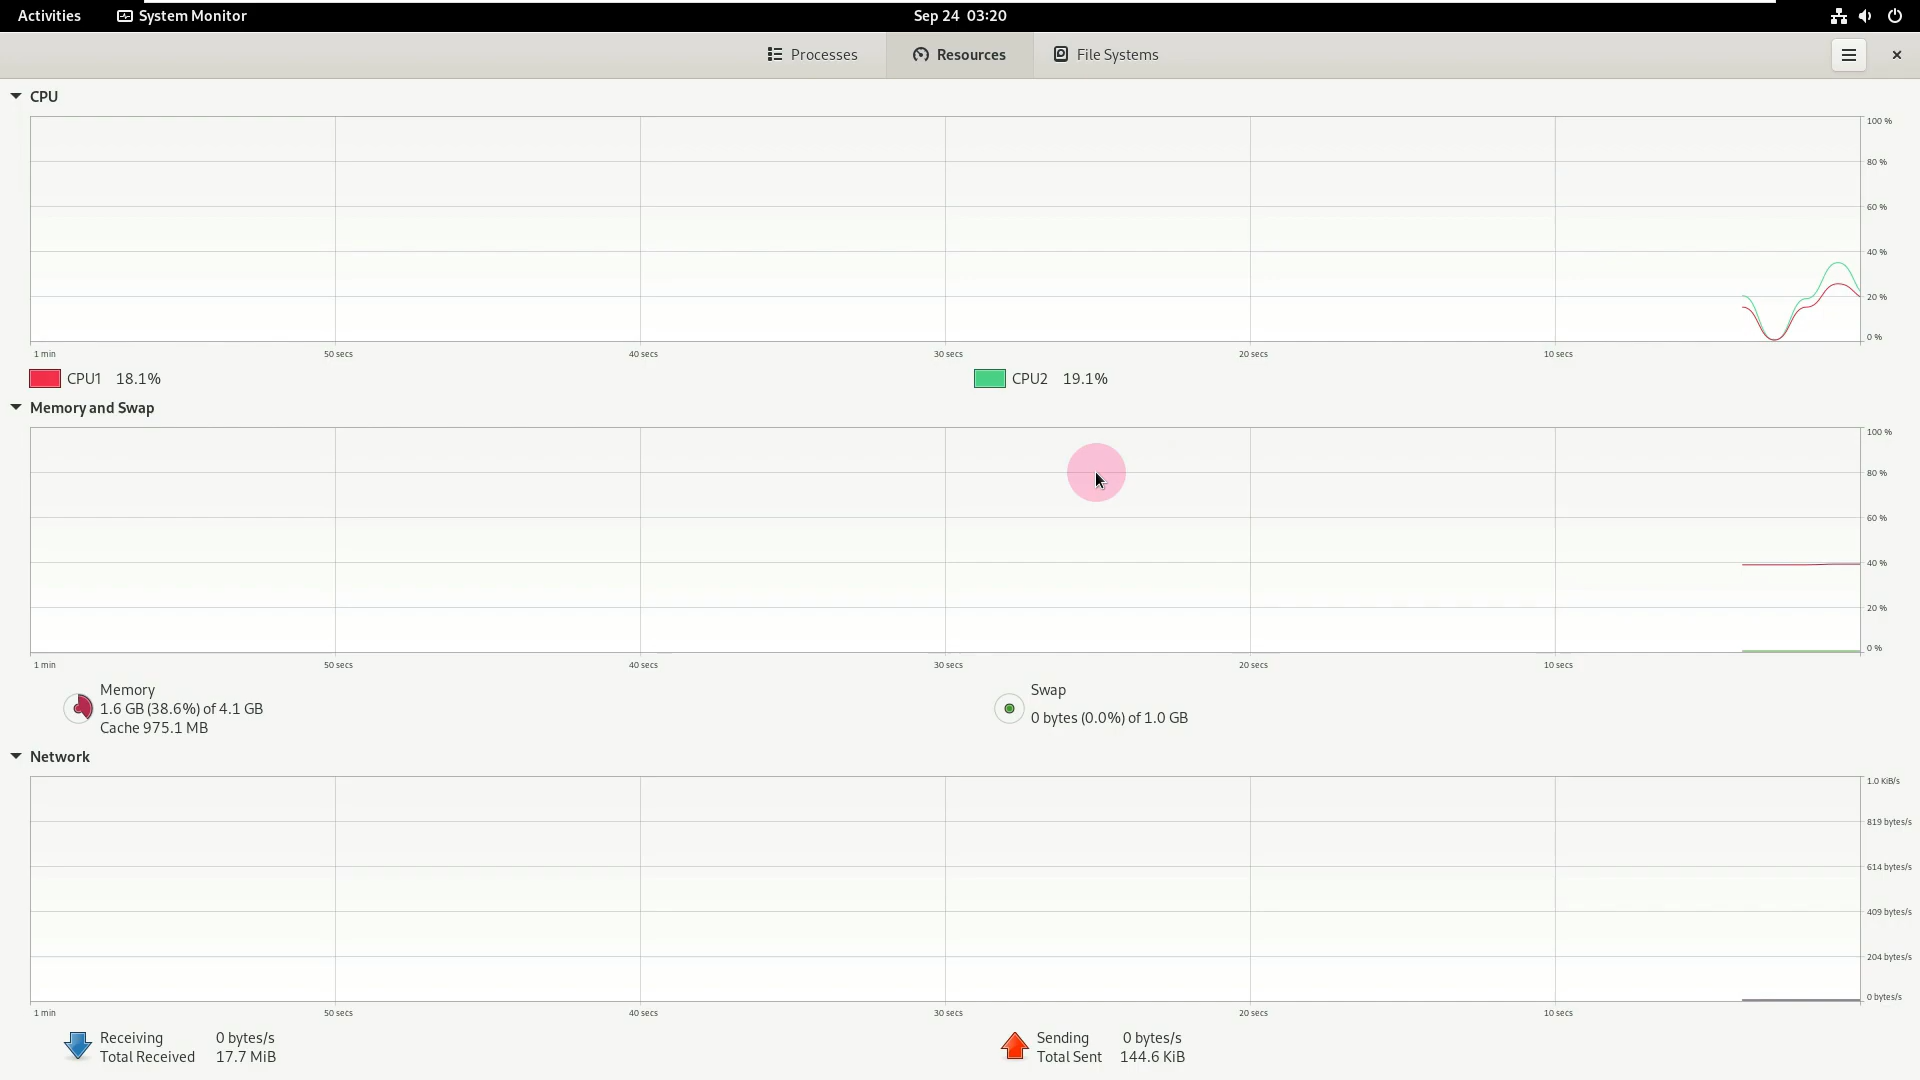 Activities System Monitor Sep 24 03:20
Processes Resources File Systems
CPU
100 %
80 %
60 %
40 %
20 %
0 %
1 min 50 secs 40 secs 30 secs 20 secs 10 secs
CPU1 18.1% CPU2 19.1%
Memory and Swap
100 %
80 %
60 %
40 %
20 %
0 %
1 min 50 secs 40 secs 30 secs 20 secs 10 secs
Memory
1.6 GB (38.6%) of 4.1 GB
Cache 975.1 MB
Swap
0 bytes (0.0%) of 1.0 GB
Network
1.0 KiB/s
819 bytes/s
614 bytes/s
409 bytes/s
204 bytes/s
0 bytes/s
1 min 50 secs 40 secs 30 secs 20 secs 10 secs
Receiving 0 bytes/s
Total Received 17.7 MiB
Sending 0 bytes/s
Total Sent 144.6 KiB